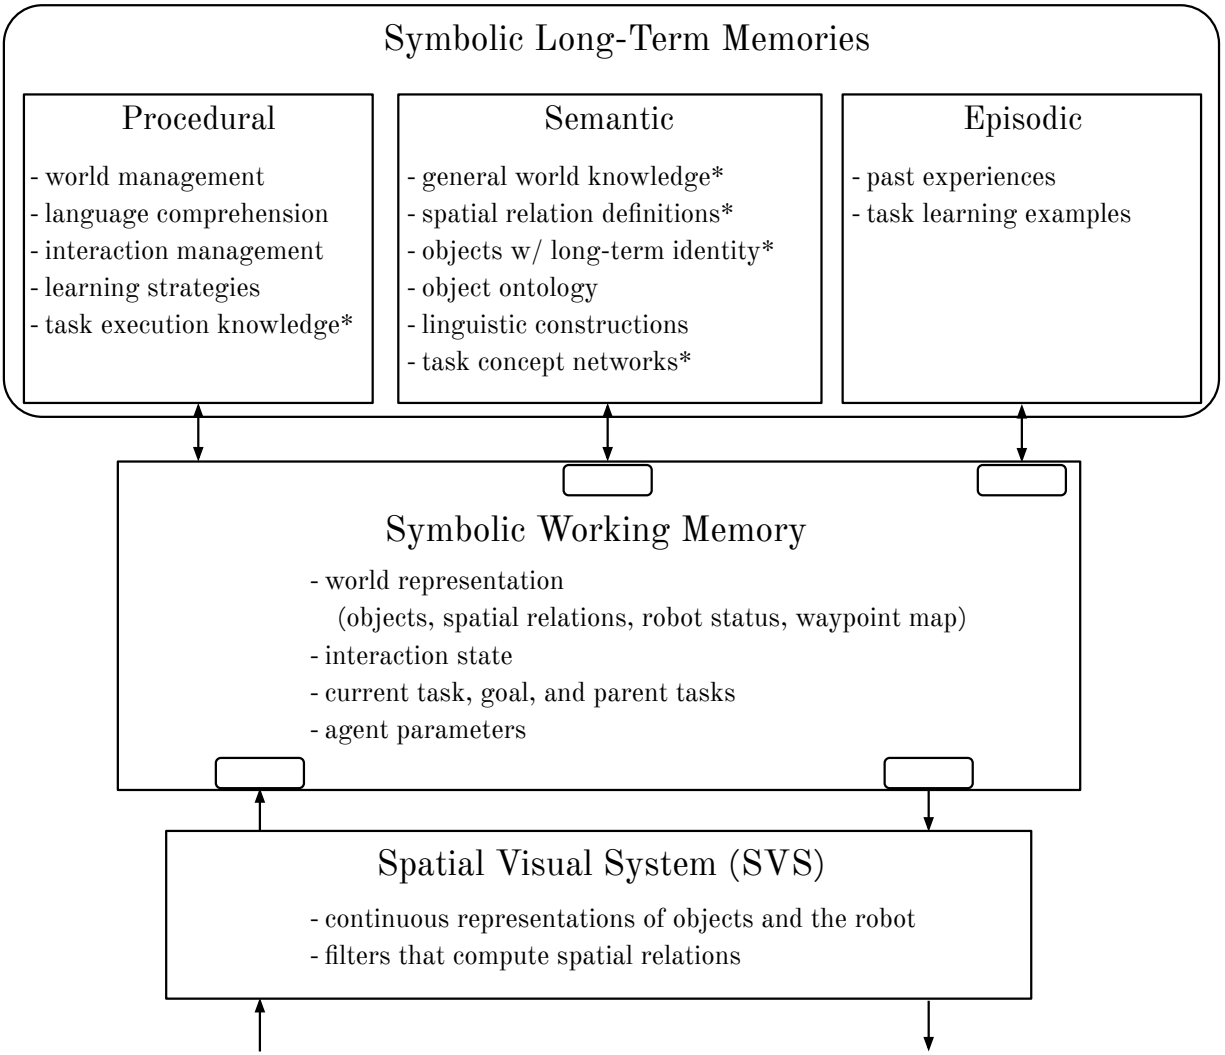 Symbolic Long-Term Memories
Procedural
- world management
- language comprehension
- interaction management
- learning strategies
- task execution knowledge*
Semantic
- general world knowledge*
- spatial relation definitions*
- objects w/ long-term identity*
- object ontology
- linguistic constructions
- task concept networks*
Episodic
- past experiences
- task learning examples
Symbolic Working Memory
- world representation
(objects, spatial relations, robot status, waypoint map)
- interaction state
- current task, goal, and parent tasks
- agent parameters
Spatial Visual System (SVS)
- continuous representations of objects and the robot
- filters that compute spatial relations